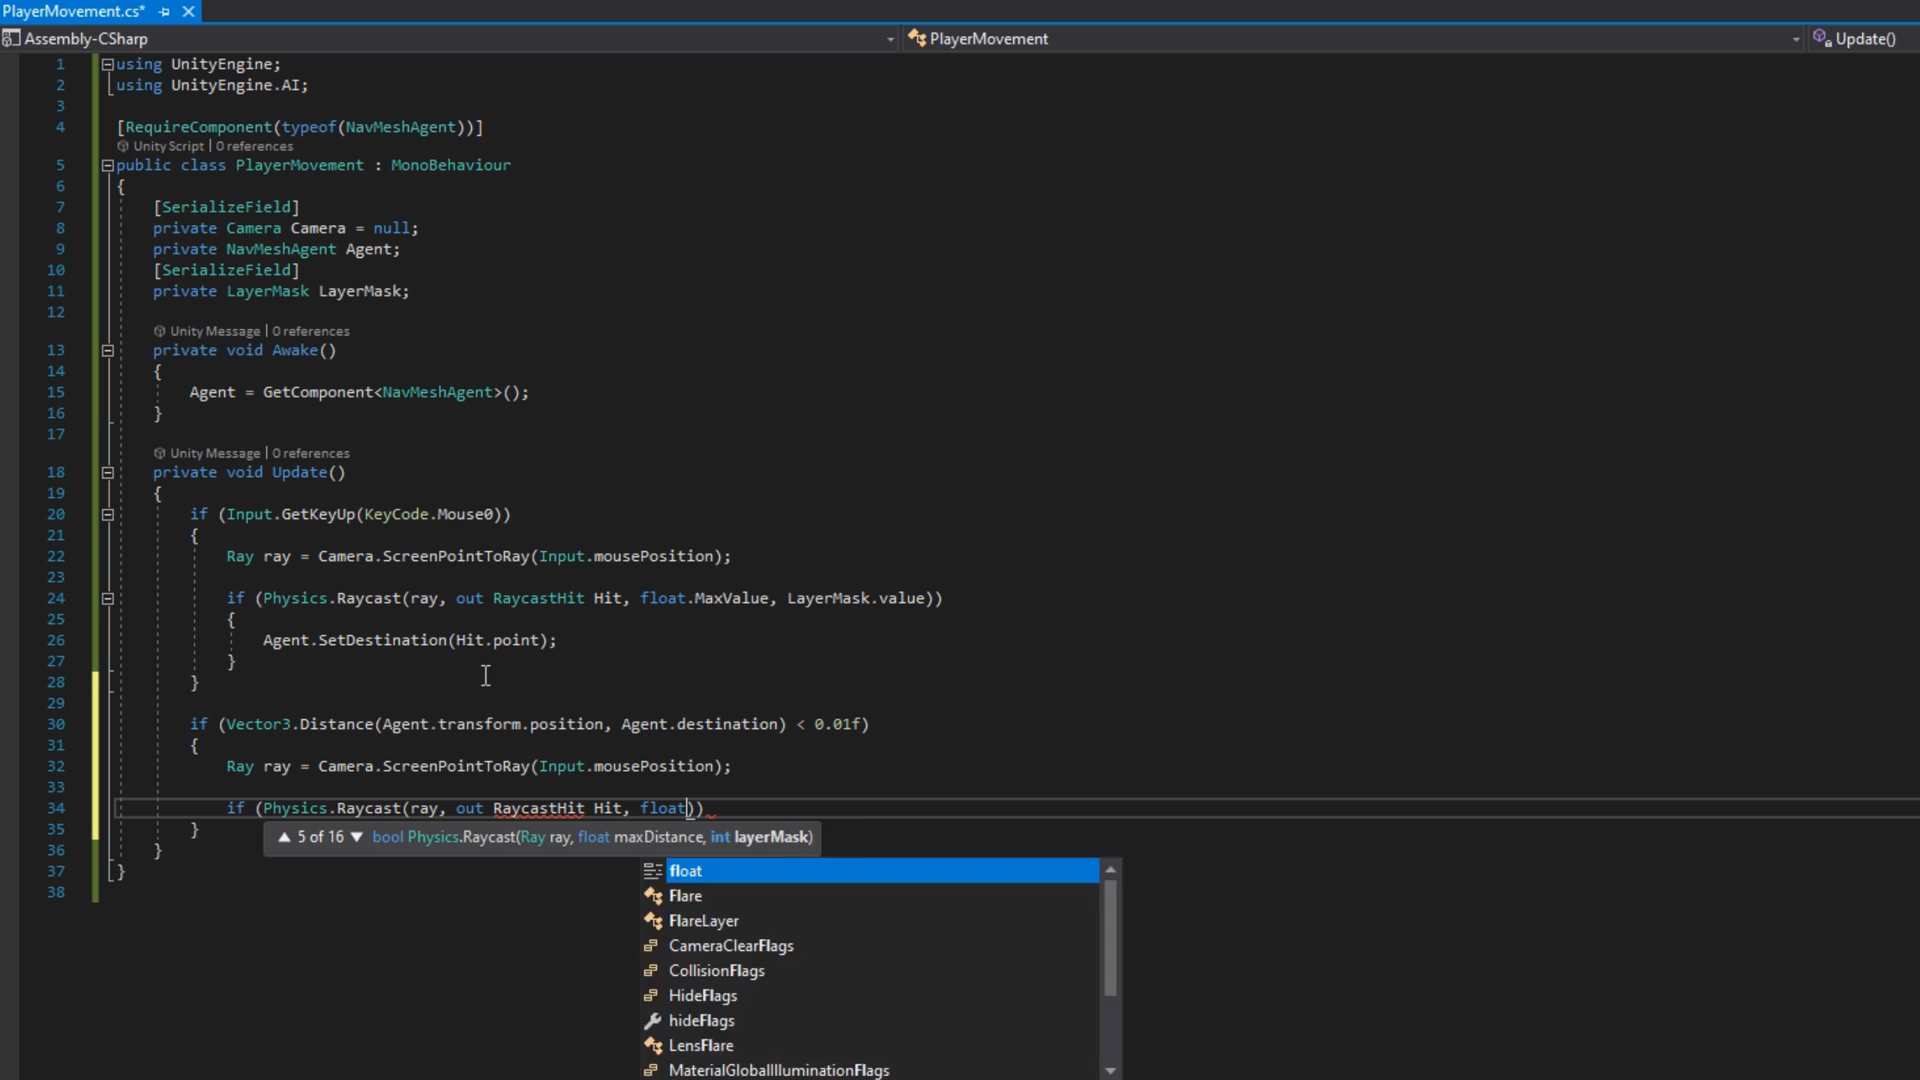 PlayerMovement.cs*
Assembly-CSharp PlayerMovement Update()
1 using UnityEngine;
2 using UnityEngine.AI;
3
4 [RequireComponent(typeof(NavMeshAgent))]
Unity Script | 0 references
5 public class PlayerMovement : MonoBehaviour
6 {
7 [SerializeField]
8 private Camera Camera = null;
9 private NavMeshAgent Agent;
10 [SerializeField]
11 private LayerMask LayerMask;
12
Unity Message | 0 references
13 private void Awake()
14 {
15 Agent = GetComponent<NavMeshAgent>();
16 }
17
Unity Message | 0 references
18 private void Update()
19 {
20 if (Input.GetKeyUp(KeyCode.Mouse0))
21 {
22 Ray ray = Camera.ScreenPointToRay(Input.mousePosition);
23
24 if (Physics.Raycast(ray, out RaycastHit Hit, float.MaxValue, LayerMask.value))
25 {
26 Agent.SetDestination(Hit.point);
27 }
28 }
29
30 if (Vector3.Distance(Agent.transform.position, Agent.destination) < 0.01f)
31 {
32 Ray ray = Camera.ScreenPointToRay(Input.mousePosition);
33
34 if (Physics.Raycast(ray, out RaycastHit Hit, float))
35 }
▲ 5 of 16 ▼ bool Physics.Raycast(Ray ray, float maxDistance, int layerMask)
36 }
37 }
38
float
Flare
FlareLayer
CameraClearFlags
CollisionFlags
HideFlags
hideFlags
LensFlare
MaterialGlobalIlluminationFlags